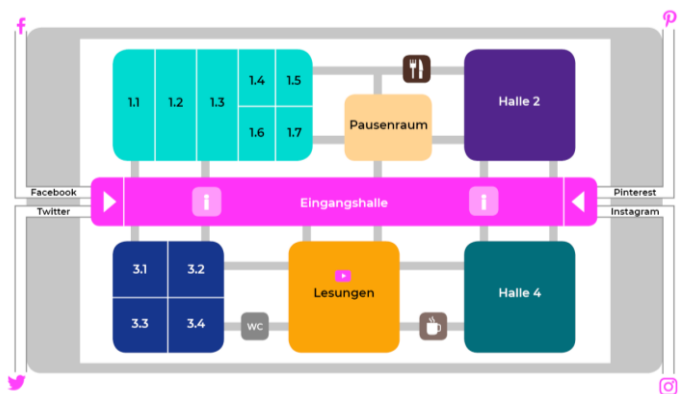 1.1
1.2
1.3
1.4
1.5
1.6
1.7
Pausenraum
Halle 2
Facebook
Twitter
Eingangshalle
Pinterest
Instagram
3.1
3.2
3.3
3.4
WC
Lesungen
Halle 4